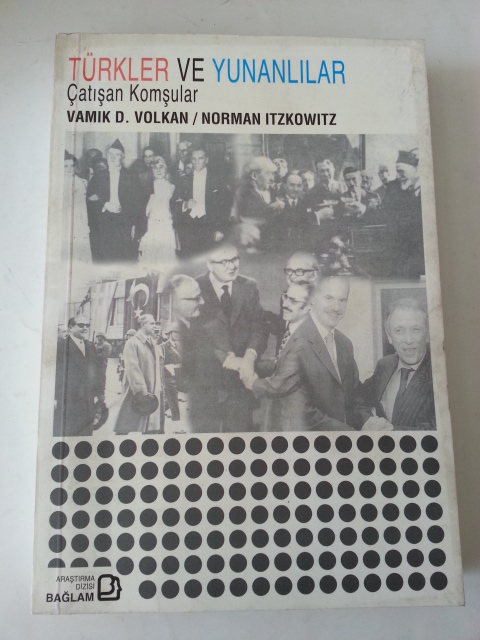 TÜRKLER VE YUNANLILAR
Çatışan Komşular
VAMIK D. VOLKAN / NORMAN ITZKOWITZ
ARAŞTIRMA
DİZİSİ
BAĞLAM